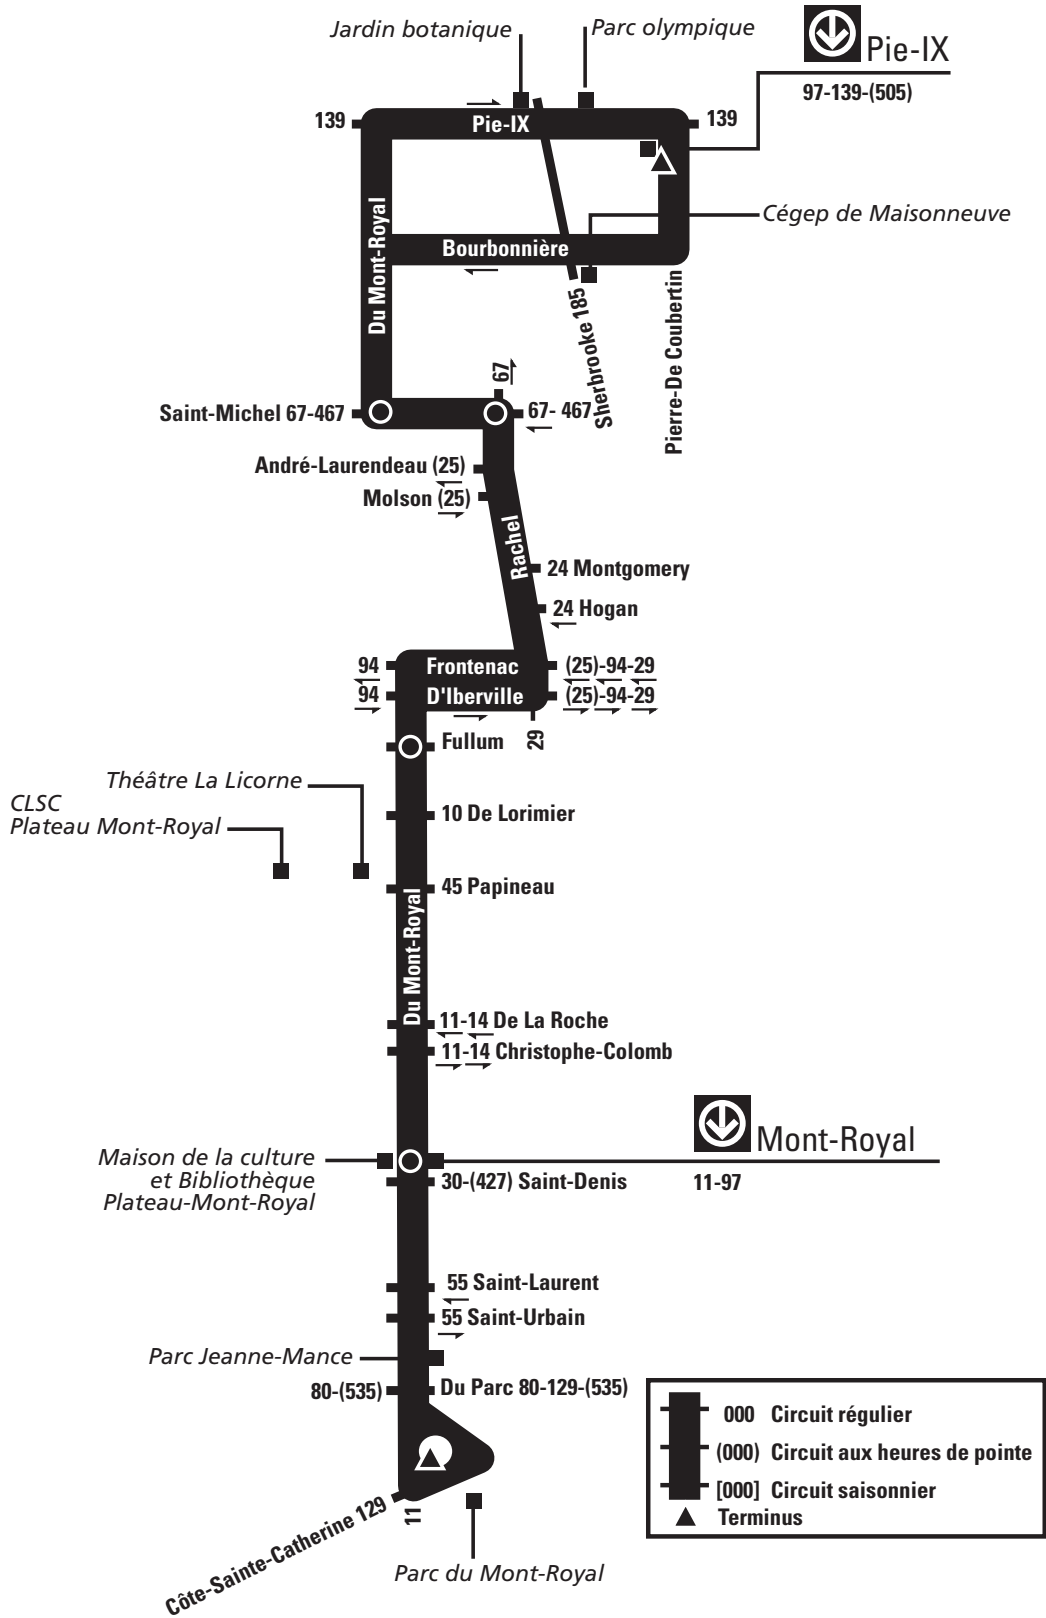 Jardin botanique
Parc olympique
Pie-IX
97-139-(505)
139
Pie-IX
139
Du Mont-Royal
Cégep de Maisonneuve
Bourbonnière
Sherbrooke 185
Pierre-De Coubertin
67
Saint-Michel 67-467
67- 467
André-Laurendeau (25)
Molson (25)
Rachel
24 Montgomery
24 Hogan
94
Frontenac
(25)-94-29
94
D'Iberville
(25)-94-29
29
Fullum
Théâtre La Licorne
CLSC
Plateau Mont-Royal
10 De Lorimier
45 Papineau
Du Mont-Royal
11-14 De La Roche
11-14 Christophe-Colomb
Mont-Royal
11-97
Maison de la culture
et Bibliothèque
Plateau-Mont-Royal
30-(427) Saint-Denis
55 Saint-Laurent
55 Saint-Urbain
Parc Jeanne-Mance
80-(535)
Du Parc 80-129-(535)
Côte-Sainte-Catherine 129
11
Parc du Mont-Royal
000 Circuit régulier
(000) Circuit aux heures de pointe
[000] Circuit saisonnier
Terminus